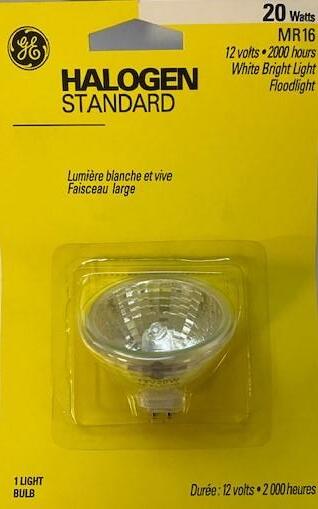 GE
20 Watts
MR16
12 volts • 2000 hours
White Bright Light
Floodlight
HALOGEN
STANDARD
Lumière blanche et vive
Faisceau large
12V20W
1 LIGHT
BULB
Durée : 12 volts • 2 000 heures